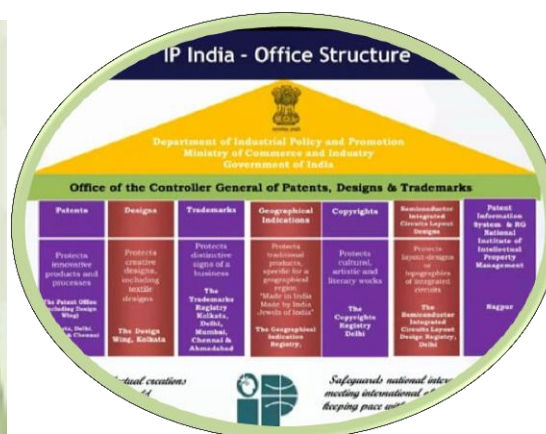 IP India - Office Structure
Department of Industrial Policy and Promotion
Ministry of Commerce and Industry
Government of India
Office of the Controller General of Patents, Designs & Trademarks
Patents
Protects
innovative
products and
processes
The Patent Office
(Including Design
Wing)
Delhi,
& Chennai
Designs
Protects
creative
designs,
including
textile
designs
The Design
Wing, Kolkata
Trademarks
Protects
distinctive
signs of a
business
The
Trademarks
Registry
Kolkata,
Delhi,
Mumbai,
Chennai &
Ahmedabad
Geographical
Indications
Protects
traditional
products,
specific for a
geographical
region.
"Made in India
Made by India
Jewels of India"
The Geographical
Indication
Registry,
Copyrights
Protects
cultural,
artistic and
literary works
The
Copyrights
Registry
Delhi
Semiconductor
Integrated
Circuits Layout
Designs
Protects
layout-designs
or
topographies
of integrated
circuits
The
Semiconductor
Integrated
Circuits Layout
Design Registry,
Delhi
Patent
Information
System & RG
National
Institute of
Intellectual
Property
Management
Nagpur
creations
Safeguards national
meeting international
keeping pace